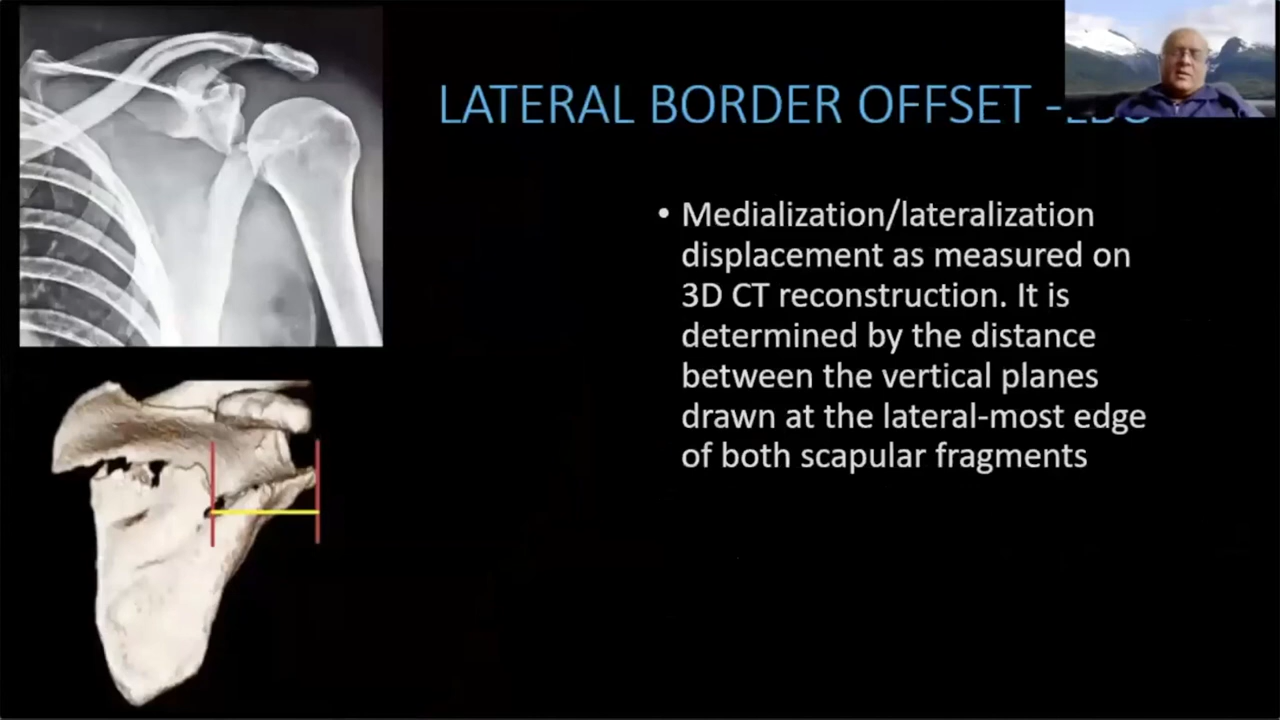 LATERAL BORDER OFFSET -
• Medialization/lateralization
displacement as measured on
3D CT reconstruction. It is
determined by the distance
between the vertical planes
drawn at the lateral-most edge
of both scapular fragments